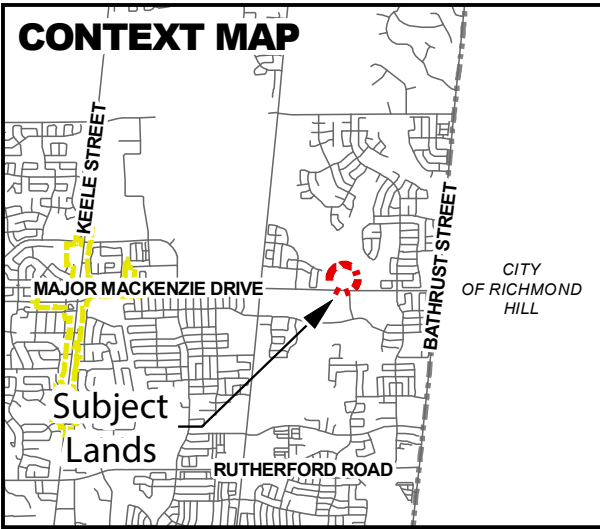 CONTEXT MAP
KEELE STREET
BATHRUST STREET
CITY
OF RICHMOND
HILL
MAJOR MACKENZIE DRIVE
Subject
Lands
RUTHERFORD ROAD